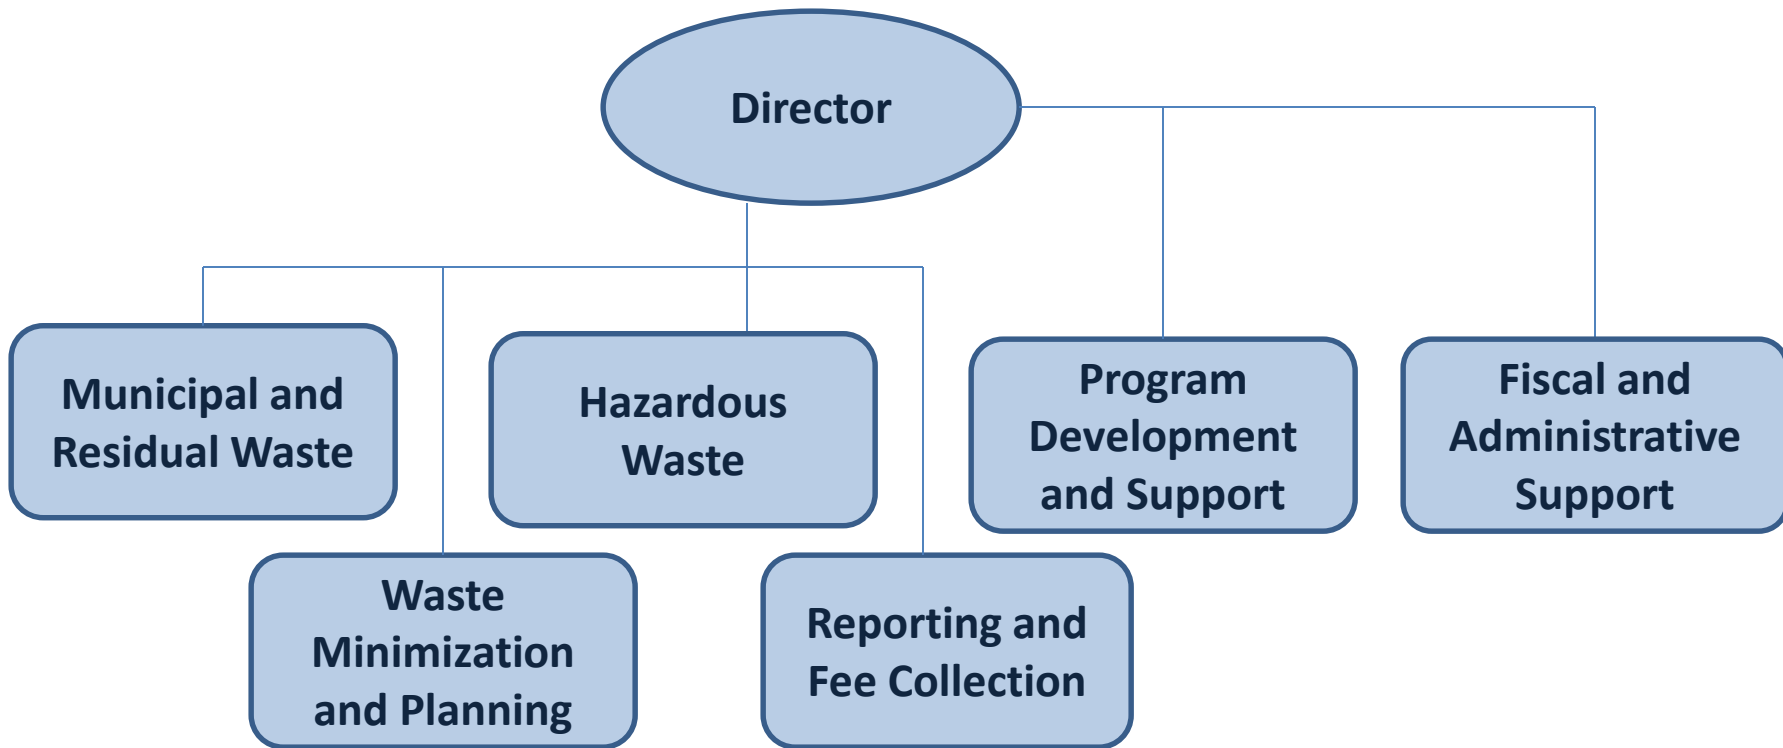 Director
Municipal and
Residual Waste
Hazardous
Waste
Program
Development
and Support
Fiscal and
Administrative
Support
Waste
Minimization
and Planning
Reporting and
Fee Collection